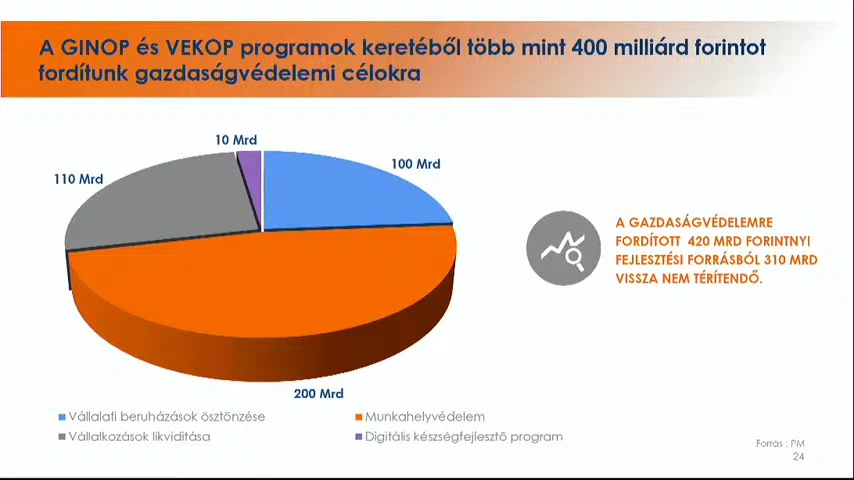 A GINOP és VEKOP programok keretéből több mint 400 milliárd forintot
fordítunk gazdaságvédelemi célokra
10 Mrd
100 Mrd
110 Mrd
A GAZDASÁGVÉDELEMRE
FORDÍTOTT 420 MRD FORINTNYI
FEJLESZTÉSI FORRÁSBÓL 310 MRD
VISSZA NEM TÉRÍTENDŐ.
200 Mrd
Vállalati beruházások ösztönzése
Munkahelyvédelem
Vállalkozások likviditása
Digitális készségfejlesztő program
Forrás : PM
24